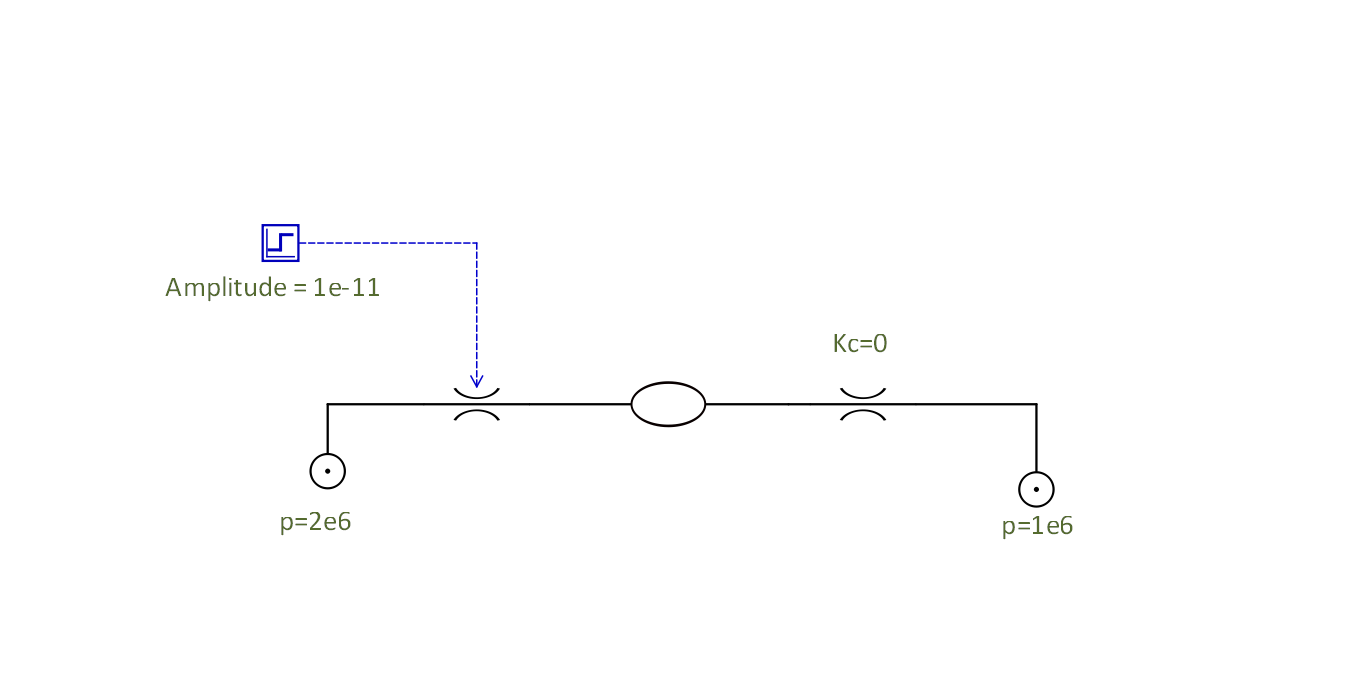 Amplitude = 1e-11
Kc=0
p=2e6
p=1e6